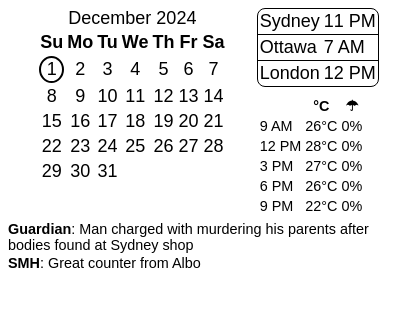 December 2024
Su Mo Tu We Th Fr Sa
1 2 3 4 5 6 7
8 9 10 11 12 13 14
15 16 17 18 19 20 21
22 23 24 25 26 27 28
29 30 31
Sydney 11 PM
Ottawa 7 AM
London 12 PM
°C ☂
9 AM 26°C 0%
12 PM 28°C 0%
3 PM 27°C 0%
6 PM 26°C 0%
9 PM 22°C 0%
Guardian: Man charged with murdering his parents after
bodies found at Sydney shop
SMH: Great counter from Albo